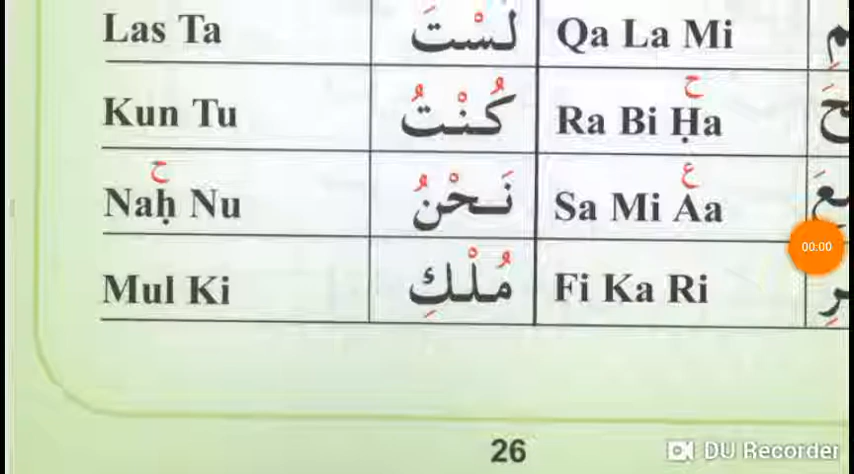 Las Ta لَسْتَ Qa La Mi
Kun Tu كُنْتُ Ra Bi Ḥa ح
Naḥ Nu ح نَحْنُ Sa Mi Aa ع
Mul Ki مُلْكِ Fi Ka Ri
00:00
26
DU Recorder